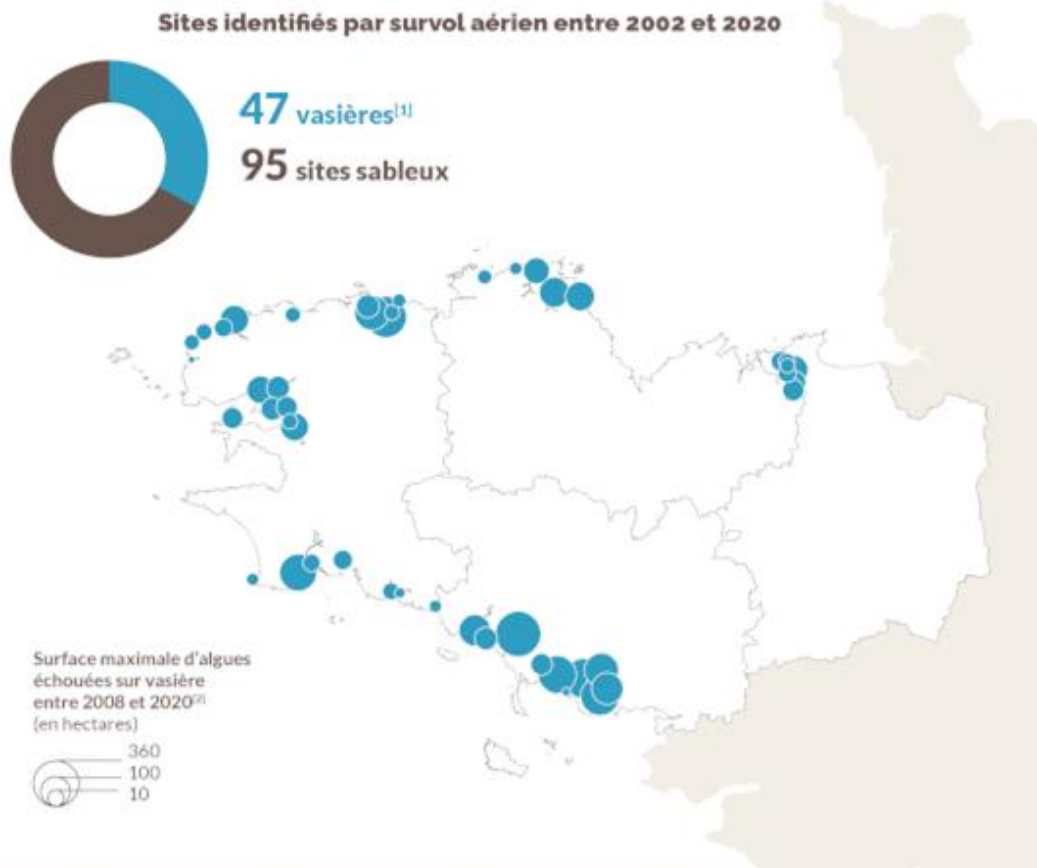 Sites identifiés par survol aérien entre 2002 et 2020
47 vasières[1]
95 sites sableux
Surface maximale d'algues
échouées sur vasière
entre 2008 et 2020[2]
(en hectares)
360
100
10